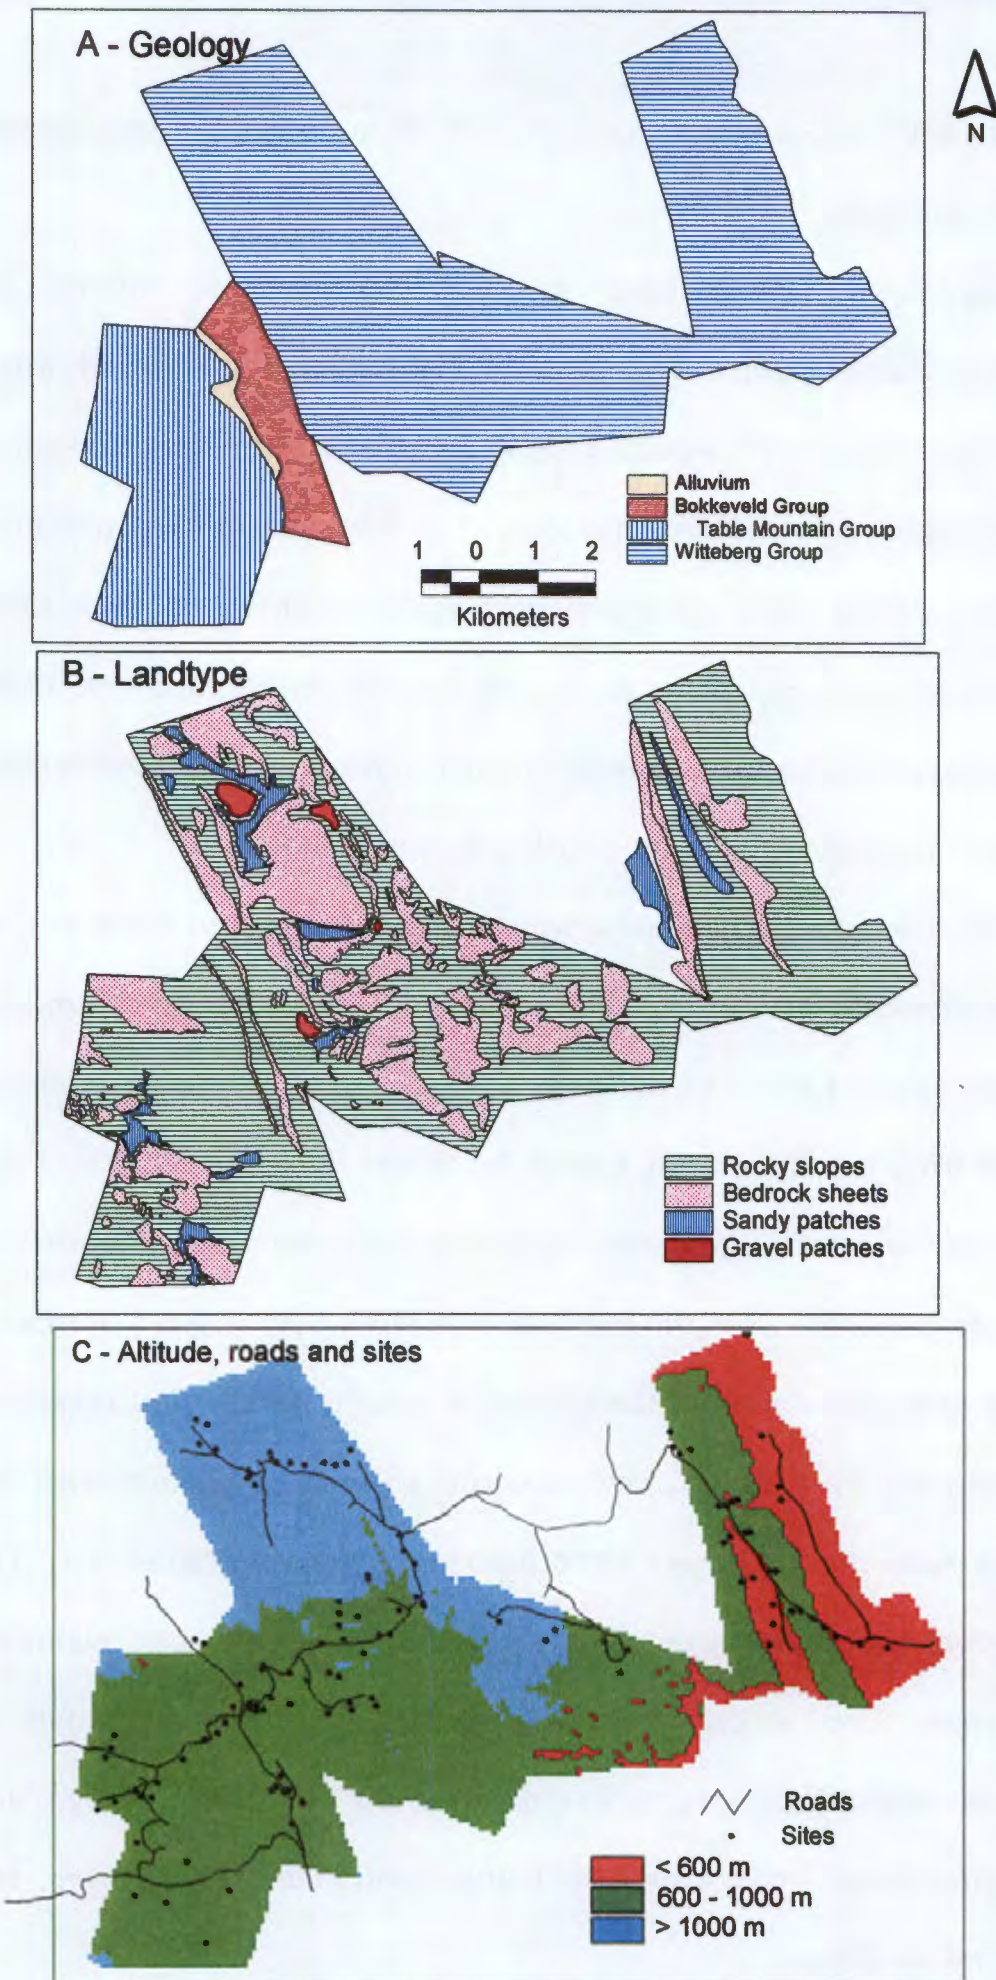 A - Geology
N
Alluvium
Bokkeveld Group
Table Mountain Group
Witteberg Group
1 0 1 2
Kilometers
B - Landtype
Rocky slopes
Bedrock sheets
Sandy patches
Gravel patches
C - Altitude, roads and sites
Roads
Sites
< 600 m
600 - 1000 m
> 1000 m